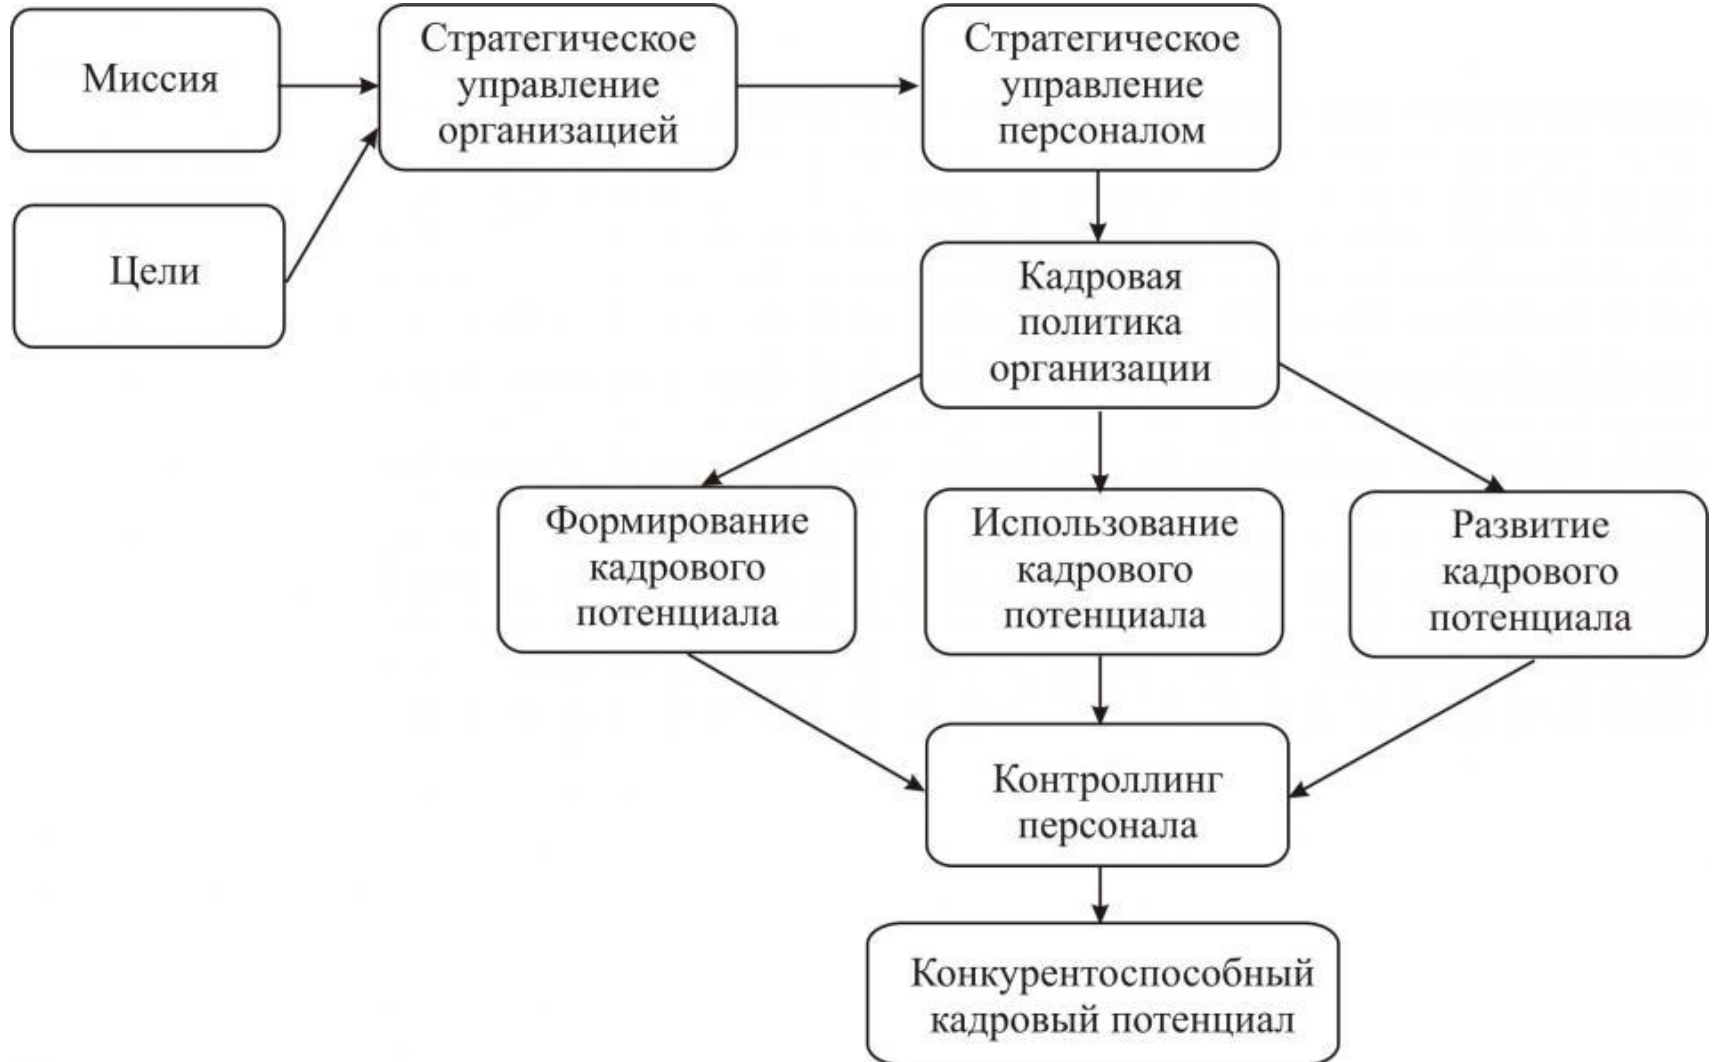 Миссия
Стратегическое
управление
организацией
Стратегическое
управление
персоналом
Цели
Кадровая
политика
организации
Формирование
кадрового
потенциала
Использование
кадрового
потенциала
Развитие
кадрового
потенциала
Контроллинг
персонала
Конкурентоспособный
кадровый потенциал